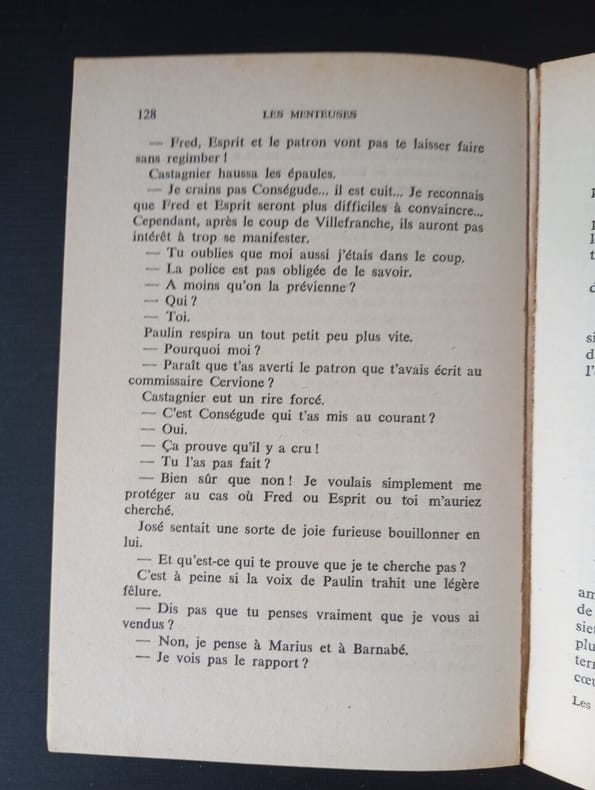 128 LES MENTEUSES
— Fred, Esprit et le patron vont pas te laisser faire
sans regimber !
Castagnier haussa les épaules.
— Je crains pas Conségude... il est cuit... Je reconnais
que Fred et Esprit seront plus difficiles à convaincre...
Cependant, après le coup de Villefranche, ils auront pas
intérêt à trop se manifester.
— Tu oublies que moi aussi j'étais dans le coup.
— La police est pas obligée de le savoir.
— A moins qu'on la prévienne ?
— Qui ?
— Toi.
Paulin respira un tout petit peu plus vite.
— Pourquoi moi ?
— Paraît que t'as averti le patron que t'avais écrit au
commissaire Cervione ?
Castagnier eut un rire forcé.
— C'est Conségude qui t'as mis au courant ?
— Oui.
— Ça prouve qu'il y a cru !
— Tu l'as pas fait ?
— Bien sûr que non ! Je voulais simplement me
protéger au cas où Fred ou Esprit ou toi m'auriez
cherché.
José sentait une sorte de joie furieuse bouillonner en
lui.
— Et qu'est-ce qui te prouve que je te cherche pas ?
C'est à peine si la voix de Paulin trahit une légère
fêlure.
— Dis pas que tu penses vraiment que je vous ai
vendus ?
— Non, je pense à Marius et à Barnabé.
— Je vois pas le rapport ?
si
d
l'
am
de
sie
plu
ter
cœu
Les